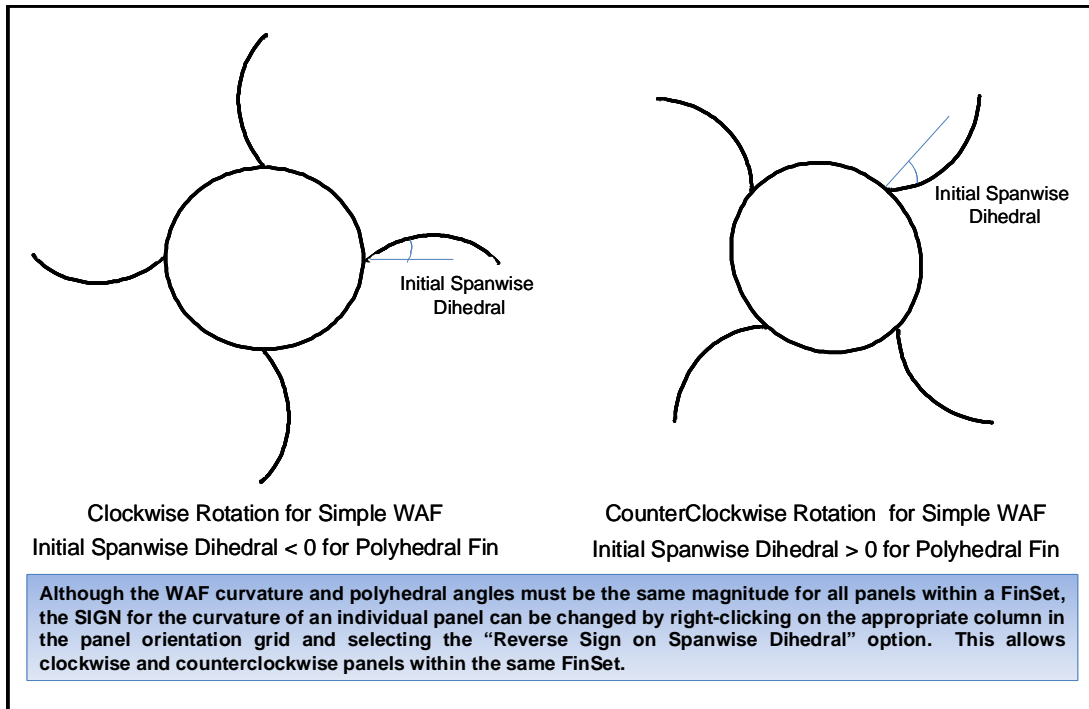 Initial Spanwise
Dihedral
Initial Spanwise
Dihedral
Clockwise Rotation for Simple WAF
Initial Spanwise Dihedral < 0 for Polyhedral Fin
CounterClockwise Rotation for Simple WAF
Initial Spanwise Dihedral > 0 for Polyhedral Fin
Although the WAF curvature and polyhedral angles must be the same magnitude for all panels within a FinSet,
the SIGN for the curvature of an individual panel can be changed by right-clicking on the appropriate column in
the panel orientation grid and selecting the “Reverse Sign on Spanwise Dihedral” option. This allows
clockwise and counterclockwise panels within the same FinSet.